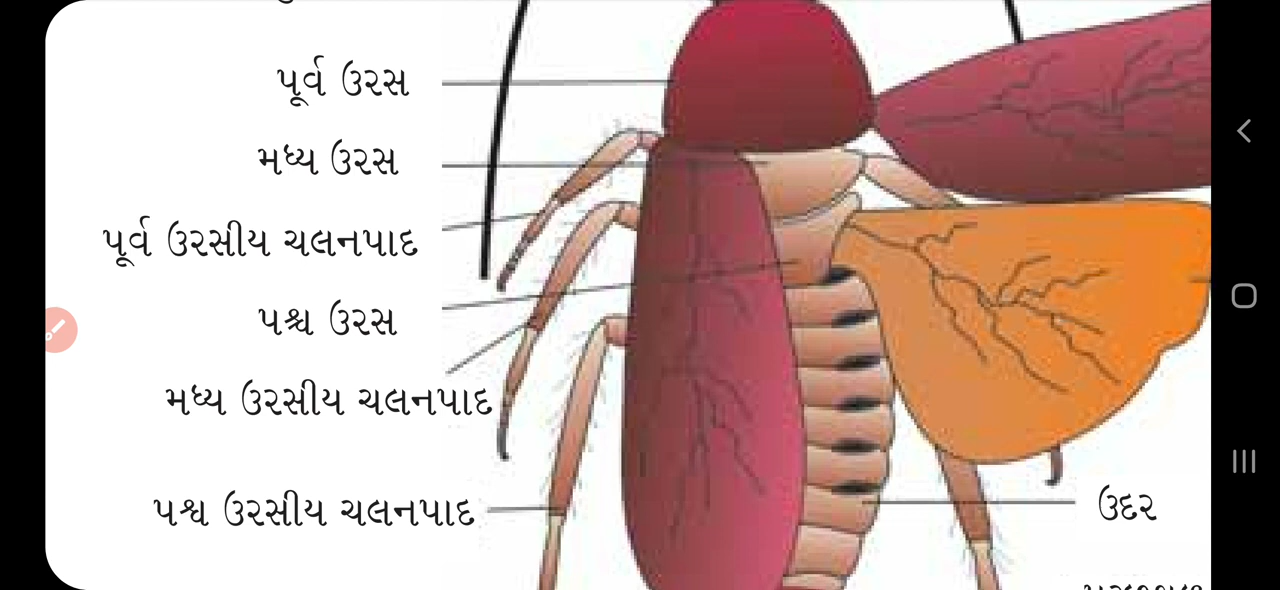 પૂર્વ ઉરસ
મધ્ય ઉરસ
પૂર્વ ઉરસીય ચલનપાદ
પશ્ચ ઉરસ
મધ્ય ઉરસીય ચલનપાદ
પશ્વ ઉરસીય ચલનપાદ
ઉદર